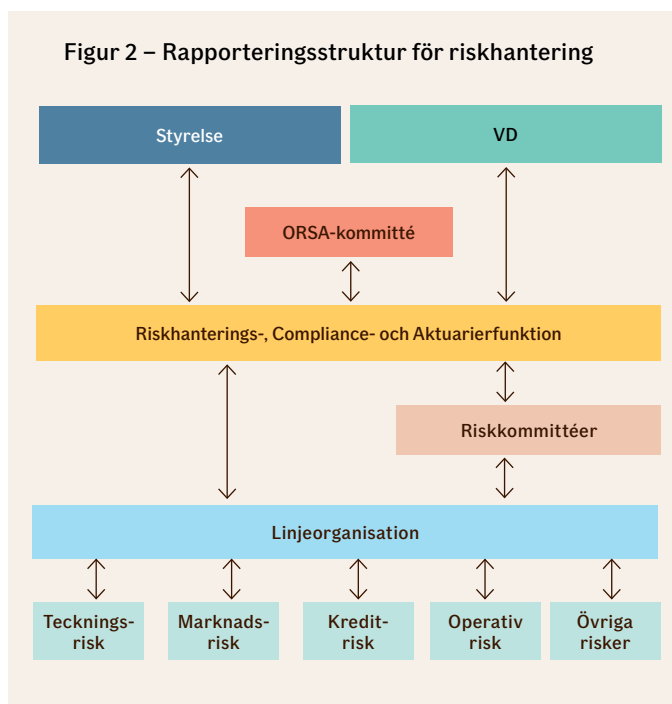 Figur 2 – Rapporteringsstruktur för riskhantering
Styrelse
VD
ORSA-kommitté
Riskhanterings-, Compliance- och Aktuarierfunktion
Riskkommittéer
Linjeorganisation
Tecknings-
risk
Marknads-
risk
Kredit-
risk
Operativ
risk
Övriga
risker